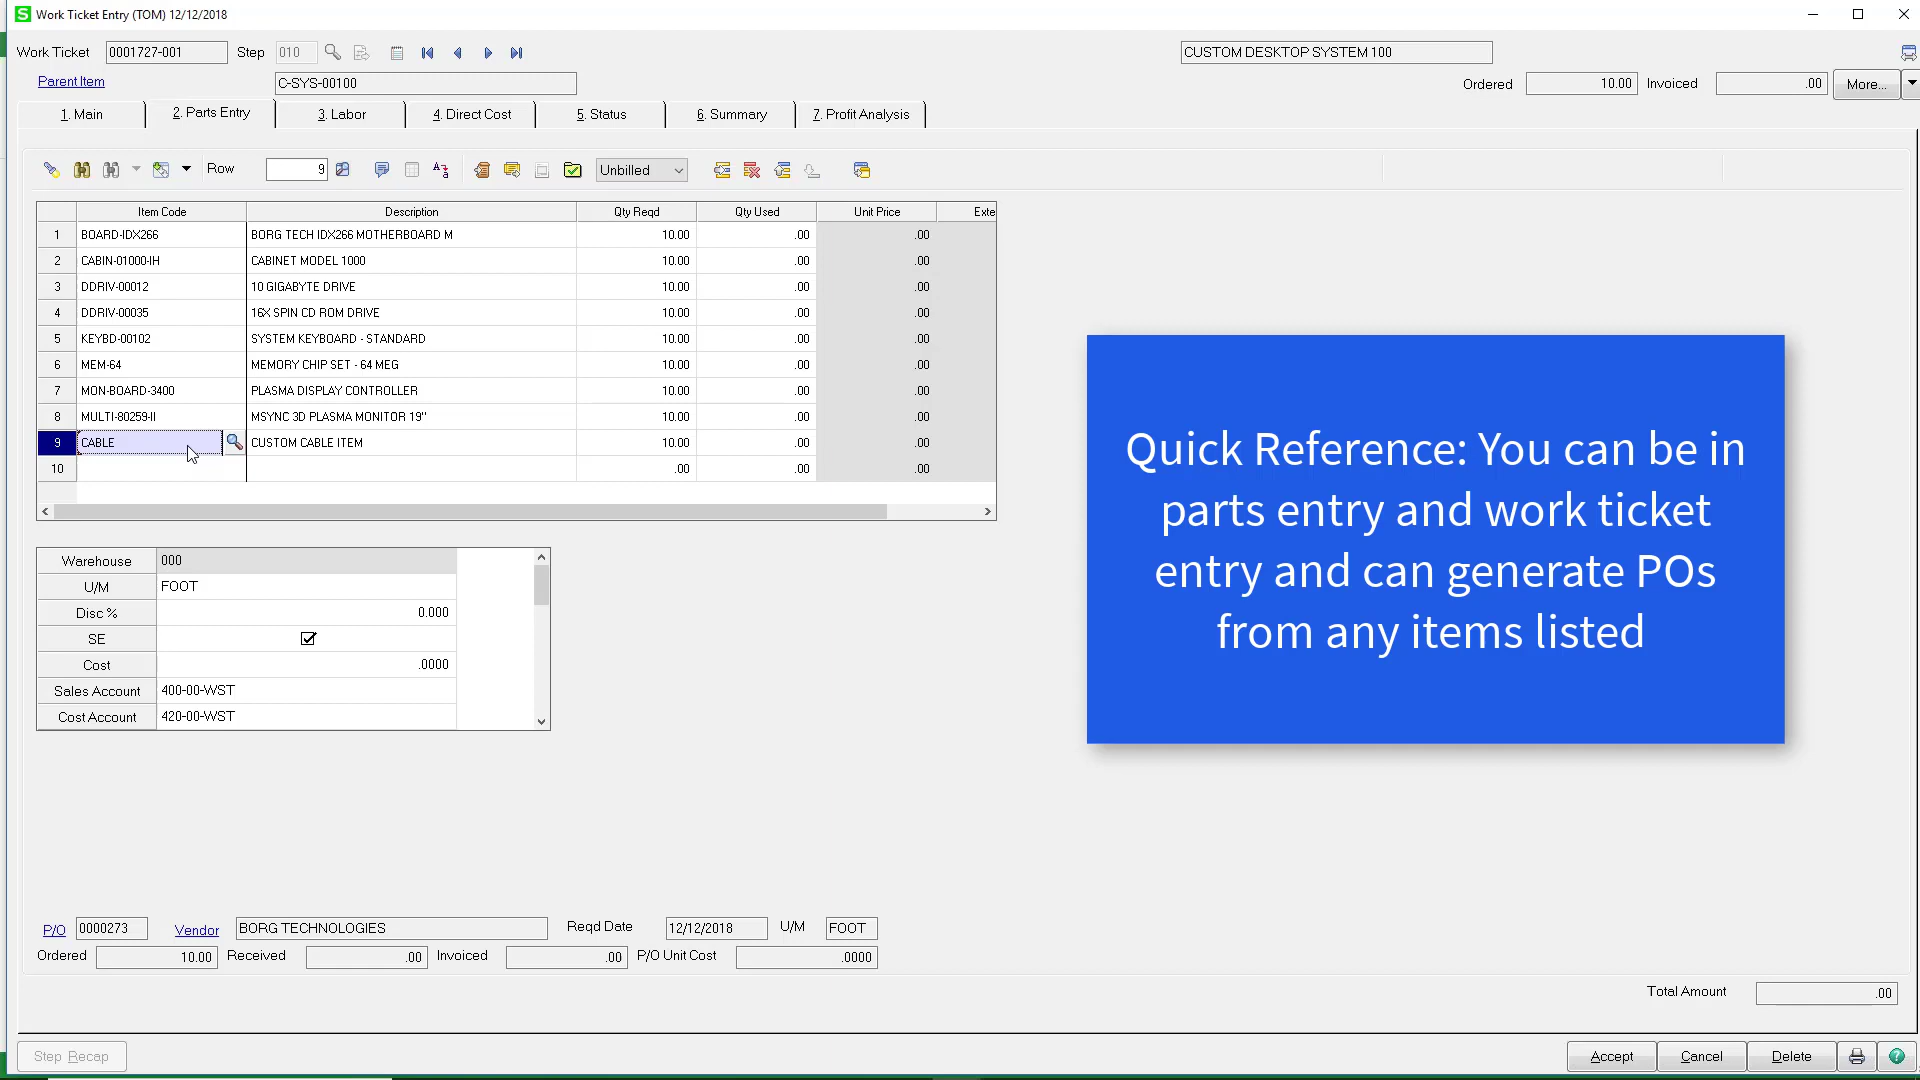 S Work Ticket Entry (TOM) 12/12/2018
Work Ticket 0001727-001 Step 010 CUSTOM DESKTOP SYSTEM 100
Parent Item C-SYS-00100 Ordered 10.00 Invoiced .00 More...
1. Main 2. Parts Entry 3. Labor 4. Direct Cost 5. Status 6. Summary 7. Profit Analysis
Row 9 Unbilled
Item Code Description Qty Reqd Qty Used Unit Price Exte
1 BOARD-IDX266 BORG TECH IDX266 MOTHERBOARD M 10.00 .00 .00
2 CABIN-01000-IH CABINET MODEL 1000 10.00 .00 .00
3 DDRIV-00012 10 GIGABYTE DRIVE 10.00 .00 .00
4 DDRIV-00035 16X SPIN CD ROM DRIVE 10.00 .00 .00
5 KEYBD-00102 SYSTEM KEYBOARD - STANDARD 10.00 .00 .00
6 MEM-64 MEMORY CHIP SET - 64 MEG 10.00 .00 .00
7 MON-BOARD-3400 PLASMA DISPLAY CONTROLLER 10.00 .00 .00
8 MULTI-80259-II MSYNC 3D PLASMA MONITOR 19" 10.00 .00 .00
9 CABLE CUSTOM CABLE ITEM 10.00 .00 .00
10 .00 .00 .00
Quick Reference: You can be in
parts entry and work ticket
entry and can generate POs
from any items listed
Warehouse 000
U/M FOOT
Disc % 0.000
SE
Cost .0000
Sales Account 400-00-WST
Cost Account 420-00-WST
P/O 0000273 Vendor BORG TECHNOLOGIES Reqd Date 12/12/2018 U/M FOOT
Ordered 10.00 Received .00 Invoiced .00 P/O Unit Cost .0000
Total Amount .00
Step Recap Accept Cancel Delete ?